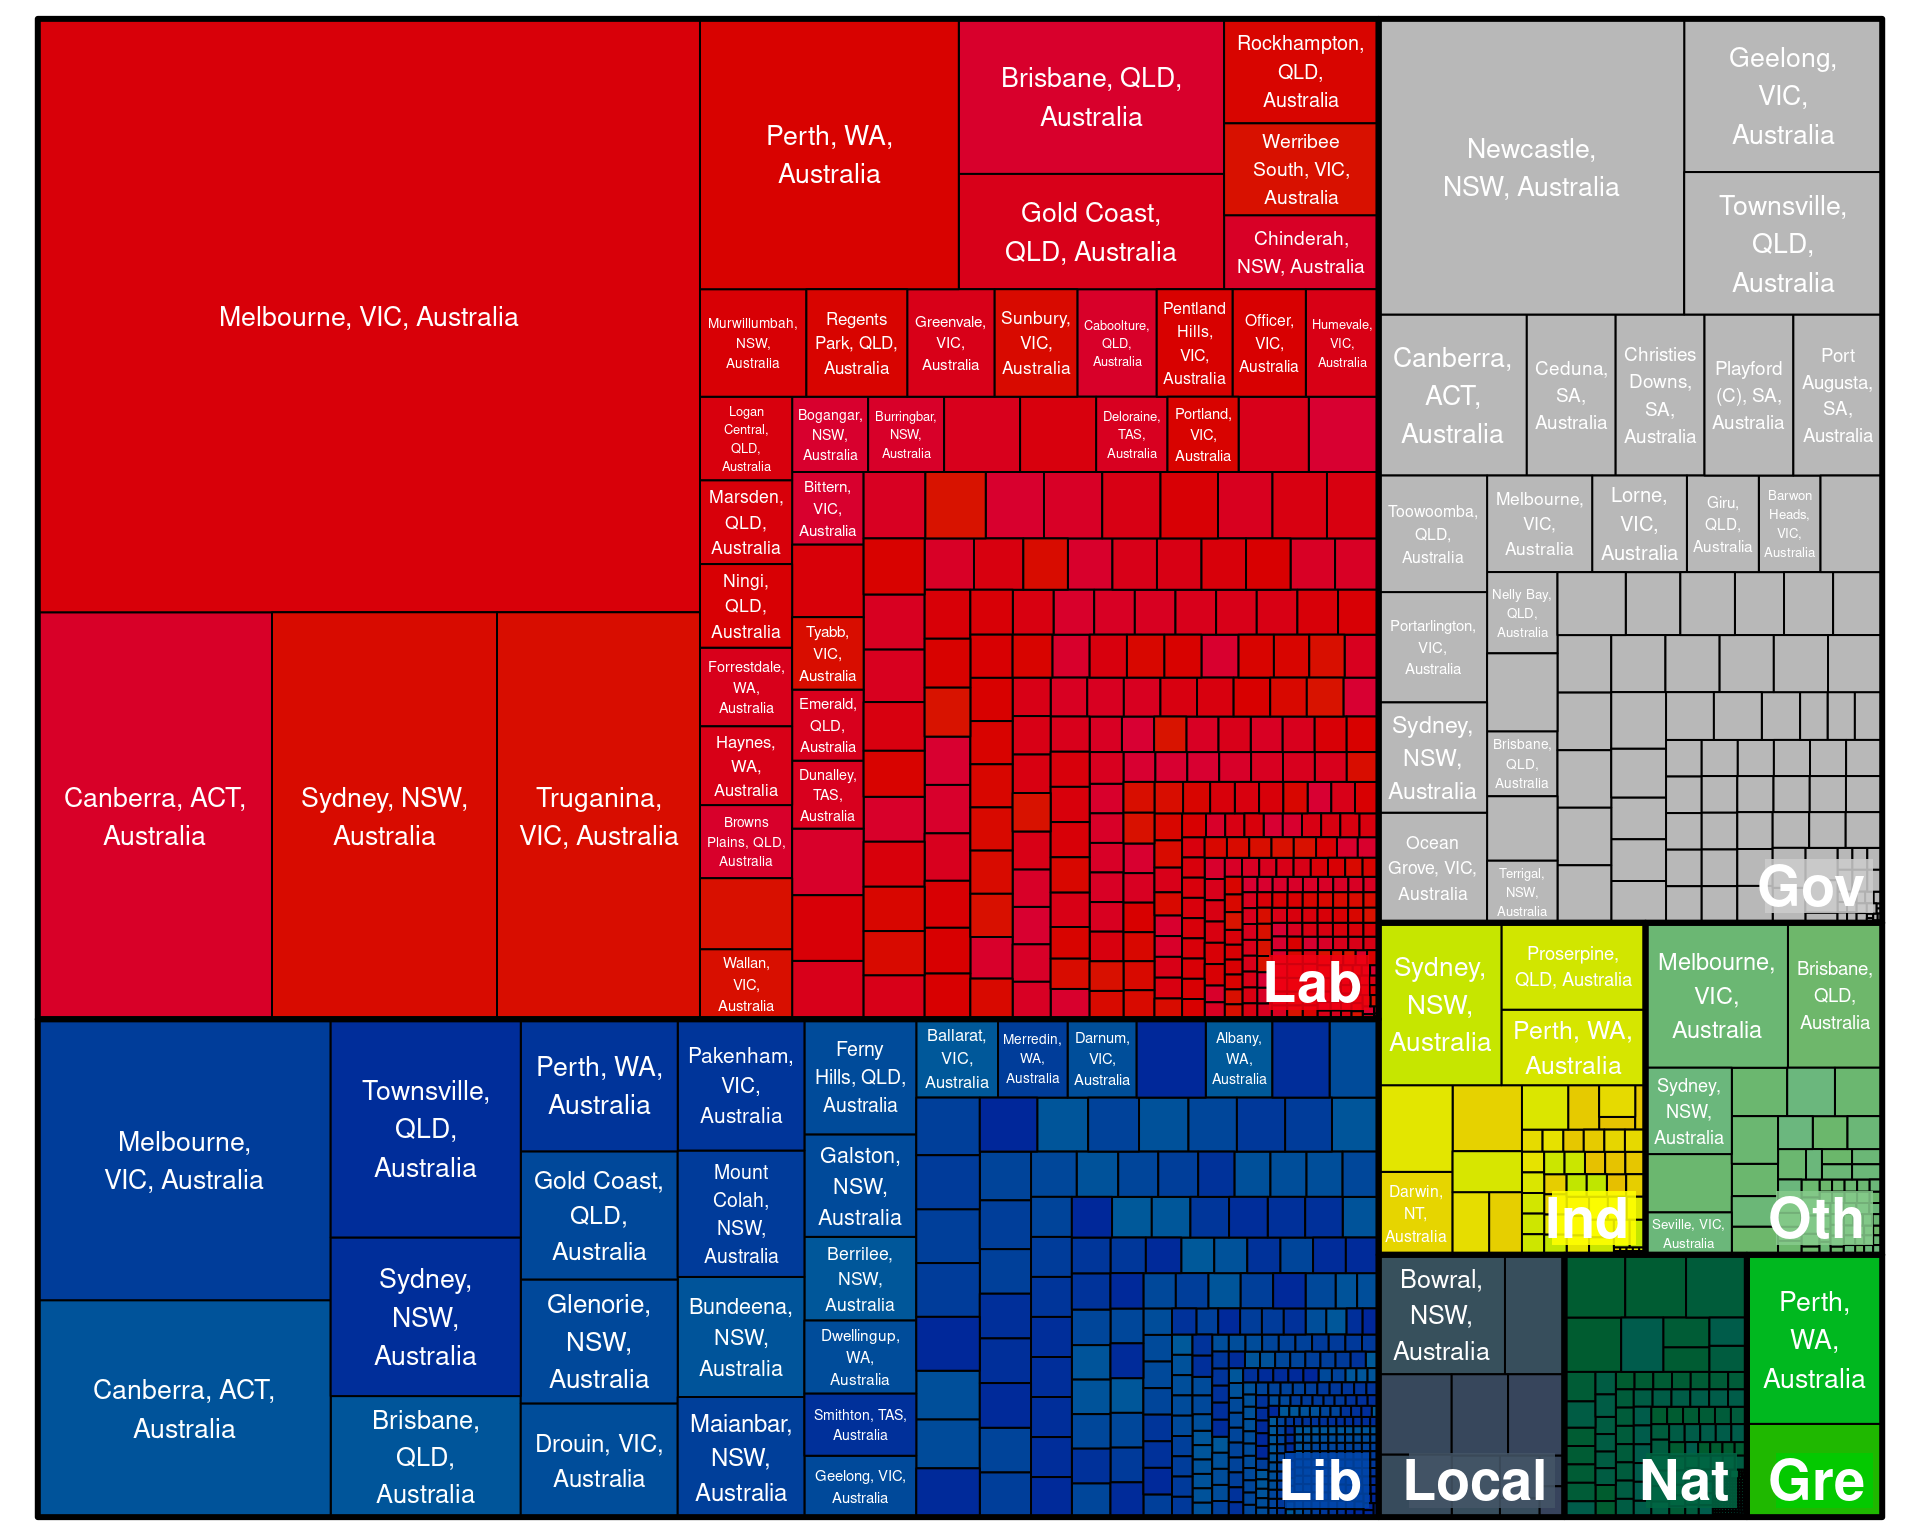 Melbourne, VIC, Australia
Canberra, ACT,
Australia
Sydney, NSW,
Australia
Truganina,
VIC, Australia
Perth, WA,
Australia
Brisbane, QLD,
Australia
Gold Coast,
QLD, Australia
Rockhampton,
QLD,
Australia
Werribee
South, VIC,
Australia
Chinderah,
NSW, Australia
Murwillumbah,
NSW,
Australia
Regents
Park, QLD,
Australia
Greenvale,
VIC,
Australia
Sunbury,
VIC,
Australia
Caboolture,
QLD,
Australia
Pentland
Hills,
VIC,
Australia
Officer,
VIC,
Australia
Humevale,
VIC,
Australia
Logan
Central,
QLD,
Australia
Marsden,
QLD,
Australia
Ningi,
QLD,
Australia
Forrestdale,
WA,
Australia
Haynes,
WA,
Australia
Browns
Plains, QLD,
Australia
Wallan,
VIC,
Australia
Bogangar,
NSW,
Australia
Burringbar,
NSW,
Australia
Deloraine,
TAS,
Australia
Portland,
VIC,
Australia
Bittern,
VIC,
Australia
Tyabb,
VIC,
Australia
Emerald,
QLD,
Australia
Dunalley,
TAS,
Australia
Lab
Newcastle,
NSW, Australia
Geelong,
VIC,
Australia
Townsville,
QLD,
Australia
Canberra,
ACT,
Australia
Ceduna,
SA,
Australia
Christies
Downs,
SA,
Australia
Playford
(C), SA,
Australia
Port
Augusta,
SA,
Australia
Toowoomba,
QLD,
Australia
Portarlington,
VIC,
Australia
Sydney,
NSW,
Australia
Ocean
Grove, VIC,
Australia
Melbourne,
VIC,
Australia
Lorne,
VIC,
Australia
Giru,
QLD,
Australia
Barwon
Heads,
VIC,
Australia
Nelly Bay,
QLD,
Australia
Brisbane,
QLD,
Australia
Terrigal,
NSW,
Australia
Gov
Sydney,
NSW,
Australia
Proserpine,
QLD, Australia
Perth, WA,
Australia
Darwin,
NT,
Australia
Ind
Melbourne,
VIC,
Australia
Brisbane,
QLD,
Australia
Sydney,
NSW,
Australia
Seville, VIC,
Australia
Oth
Melbourne,
VIC, Australia
Canberra, ACT,
Australia
Townsville,
QLD,
Australia
Sydney,
NSW,
Australia
Brisbane,
QLD,
Australia
Perth, WA,
Australia
Gold Coast,
QLD,
Australia
Glenorie,
NSW,
Australia
Drouin, VIC,
Australia
Pakenham,
VIC,
Australia
Mount
Colah,
NSW,
Australia
Bundeena,
NSW,
Australia
Maianbar,
NSW,
Australia
Ferny
Hills, QLD,
Australia
Galston,
NSW,
Australia
Berrilee,
NSW,
Australia
Dwellingup,
WA,
Australia
Smithton, TAS,
Australia
Geelong, VIC,
Australia
Ballarat,
VIC,
Australia
Merredin,
WA,
Australia
Darnum,
VIC,
Australia
Albany,
WA,
Australia
Lib
Bowral,
NSW,
Australia
Local
Nat
Perth,
WA,
Australia
Gre